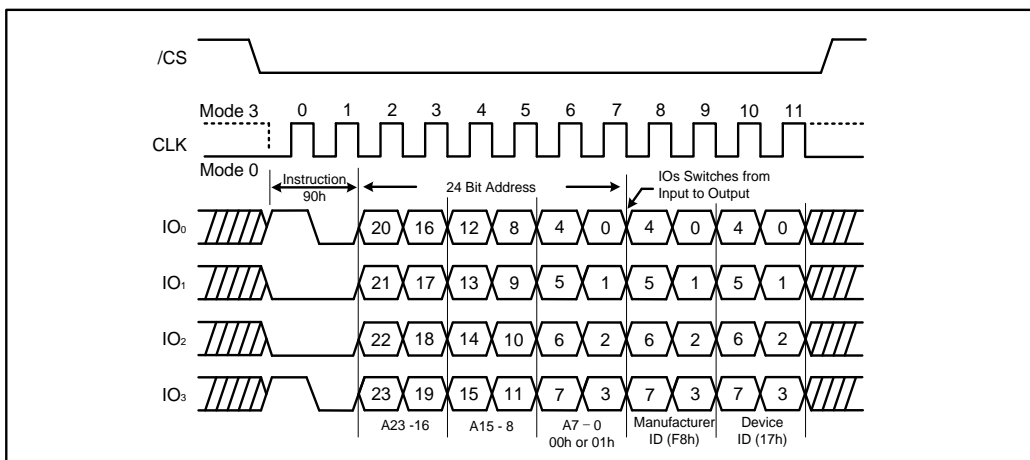 /CS
Mode 3 0 1 2 3 4 5 6 7 8 9 10 11
CLK
Mode 0
Instruction
90h
24 Bit Address
IOs Switches from
Input to Output
IO₀ 20 16 12 8 4 0 4 0 4 0
IO₁ 21 17 13 9 5 1 5 1 5 1
IO₂ 22 18 14 10 6 2 6 2 6 2
IO₃ 23 19 15 11 7 3 7 3 7 3
A23 -16 A15 - 8 A7 – 0 Manufacturer Device
00h or 01h ID (F8h) ID (17h)